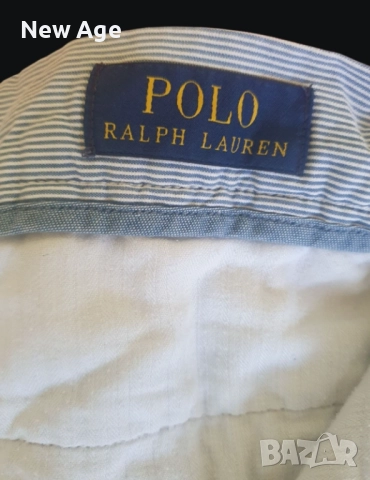 New Age
POLO
RALPH LAUREN
BAZAR